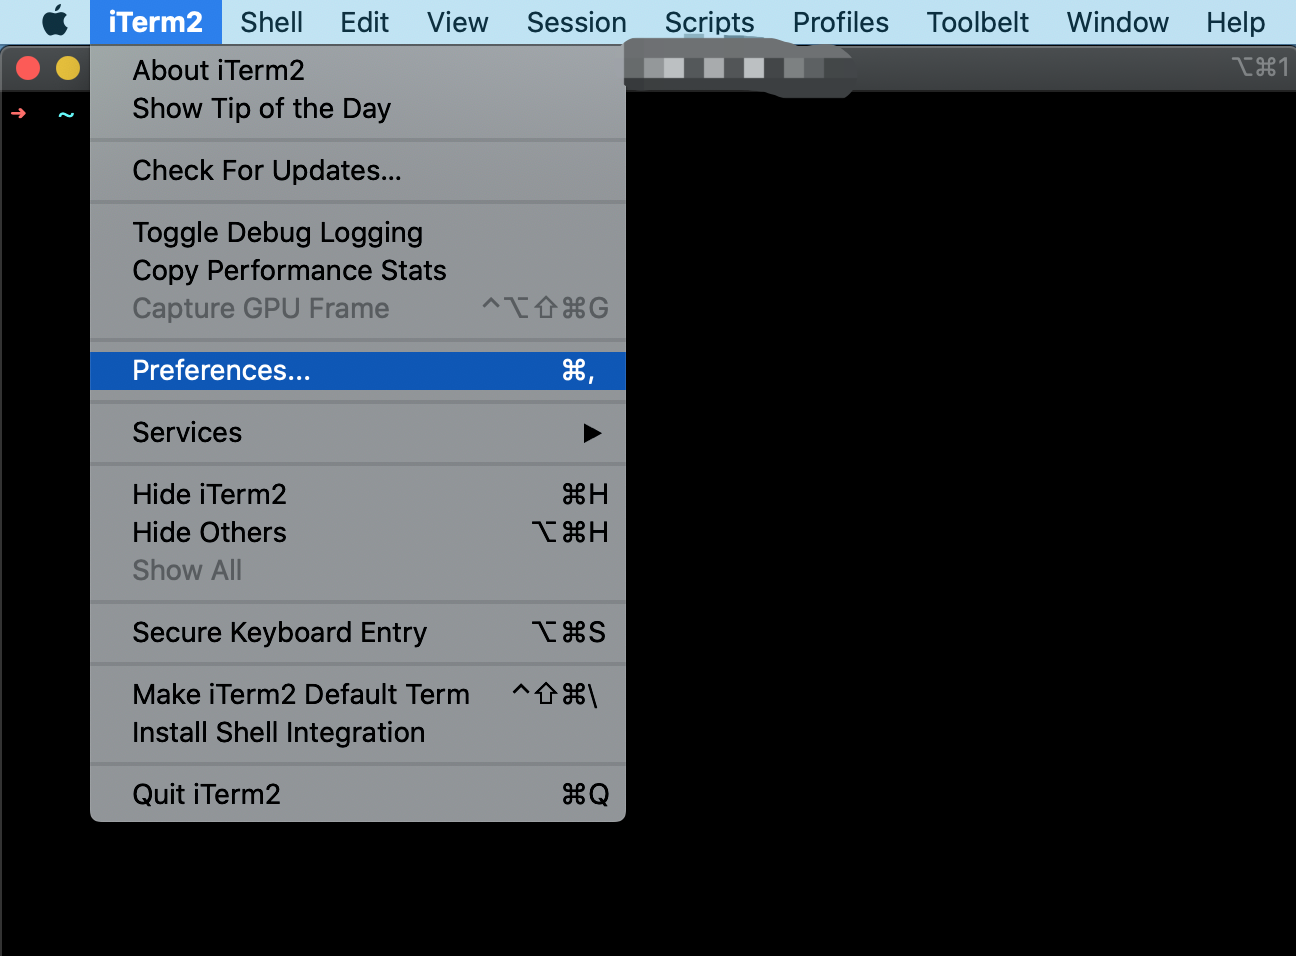 iTerm2 Shell Edit View Session Scripts Profiles Toolbelt Window Help
⌥⌘1
➜ ~
About iTerm2
Show Tip of the Day
Check For Updates...
Toggle Debug Logging
Copy Performance Stats
Capture GPU Frame ^⌥⇧⌘G
Preferences... ⌘,
Services ▶
Hide iTerm2 ⌘H
Hide Others ⌥⌘H
Show All
Secure Keyboard Entry ⌥⌘S
Make iTerm2 Default Term ^⇧⌘\
Install Shell Integration
Quit iTerm2 ⌘Q